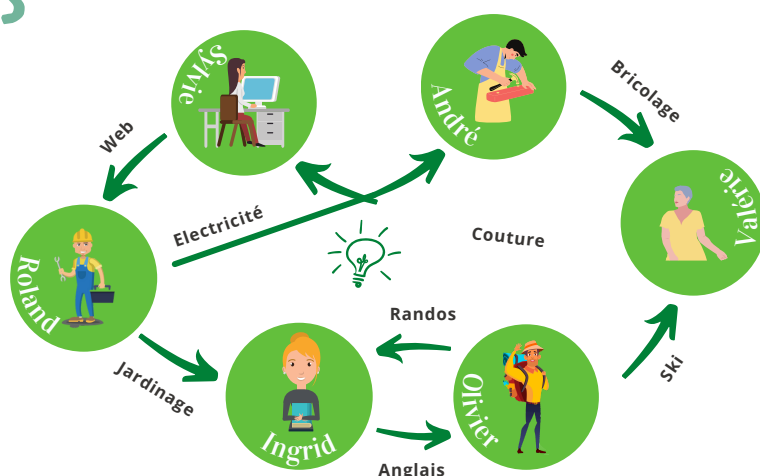 Sylvie
André
Bricolage
Web
Valérie
Electricité
Couture
Roland
Randos
Jardinage
Olivier
Ski
Ingrid
Anglais